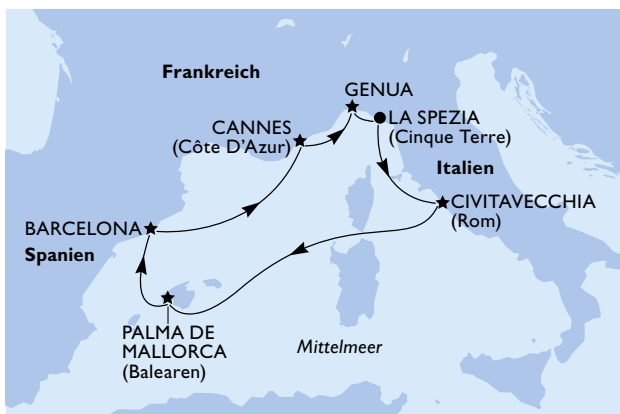 Frankreich
GENUA
LA SPEZIA
(Cinque Terre)
CANNES
(Côte D'Azur)
Italien
CIVITAVECCHIA
(Rom)
BARCELONA
Spanien
PALMA DE
MALLORCA
(Balearen)
Mittelmeer